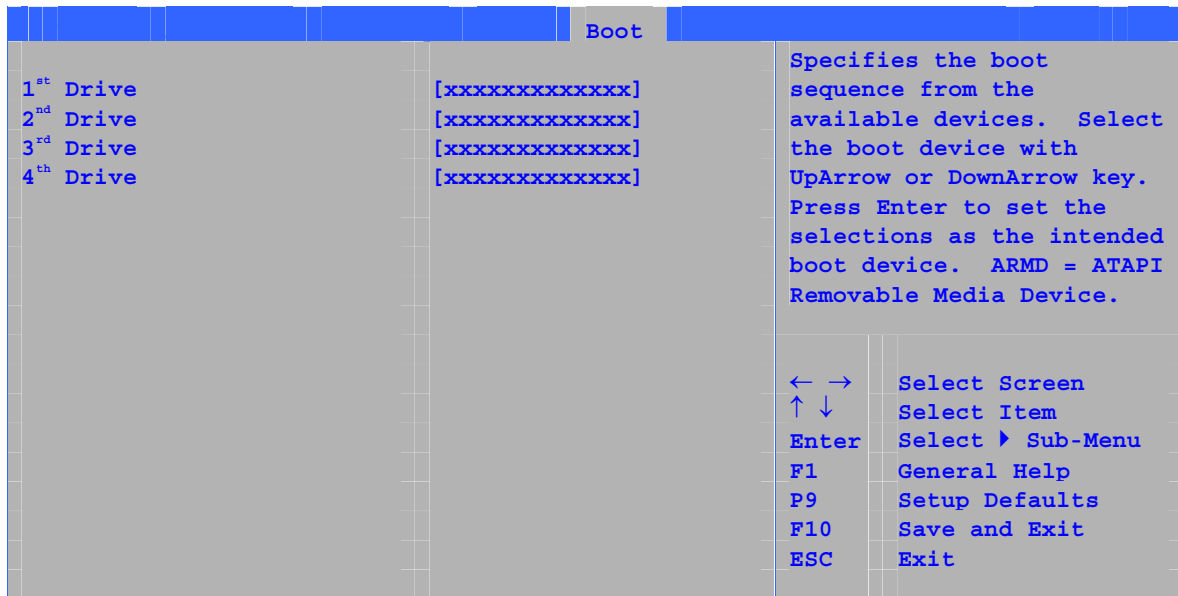 Boot
1st Drive [xxxxxxxxxxxxx]
2nd Drive [xxxxxxxxxxxxx]
3rd Drive [xxxxxxxxxxxxx]
4th Drive [xxxxxxxxxxxxx]
Specifies the boot
sequence from the
available devices. Select
the boot device with
UpArrow or DownArrow key.
Press Enter to set the
selections as the intended
boot device. ARMD = ATAPI
Removable Media Device.
← → Select Screen
↑ ↓ Select Item
Enter Select ▶ Sub-Menu
F1 General Help
P9 Setup Defaults
F10 Save and Exit
ESC Exit